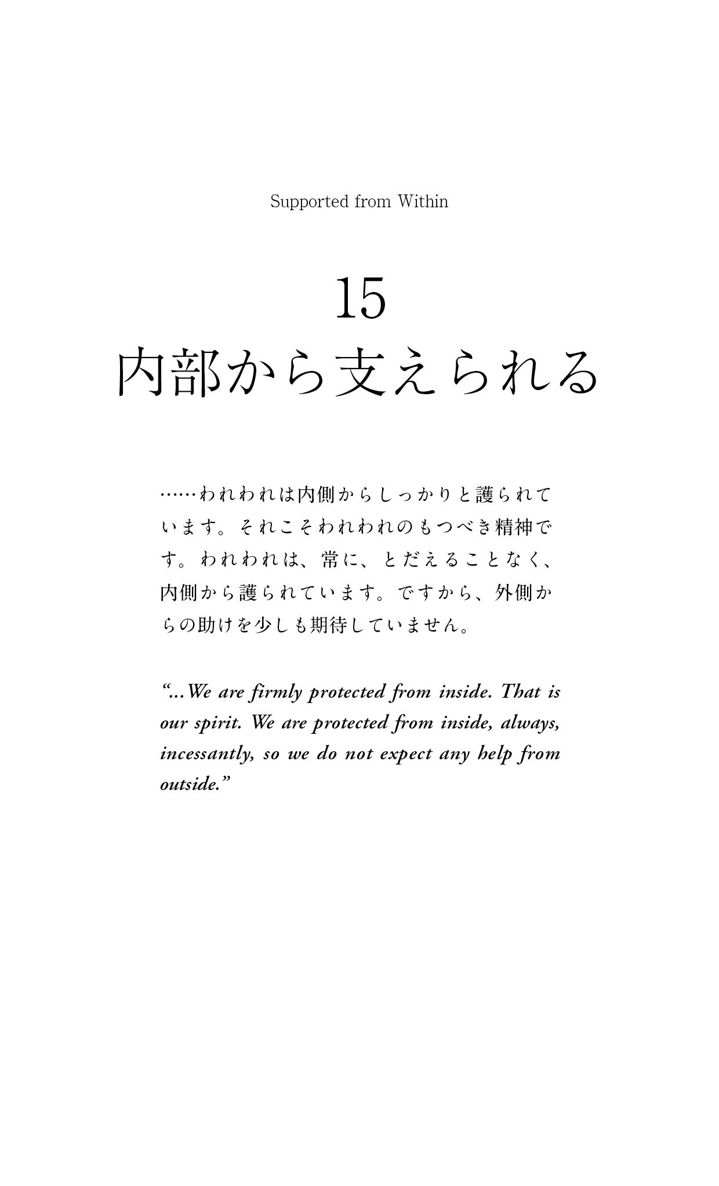 Supported from Within
15
内部から支えられる
……われわれは内側からしっかりと護られて
います。それこそわれわれのもつべき精神で
す。われわれは、常に、とだえることなく、
内側から護られています。ですから、外側か
らの助けを少しも期待していません。
“...We are firmly protected from inside. That is
our spirit. We are protected from inside, always,
incessantly, so we do not expect any help from
outside.”